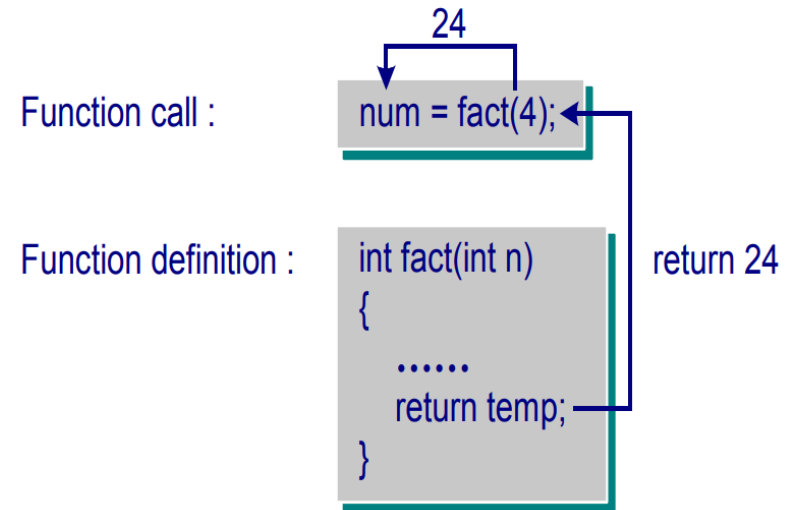 24
Function call :
num = fact(4);
Function definition :
int fact(int n)
{
......
return temp;
}
return 24